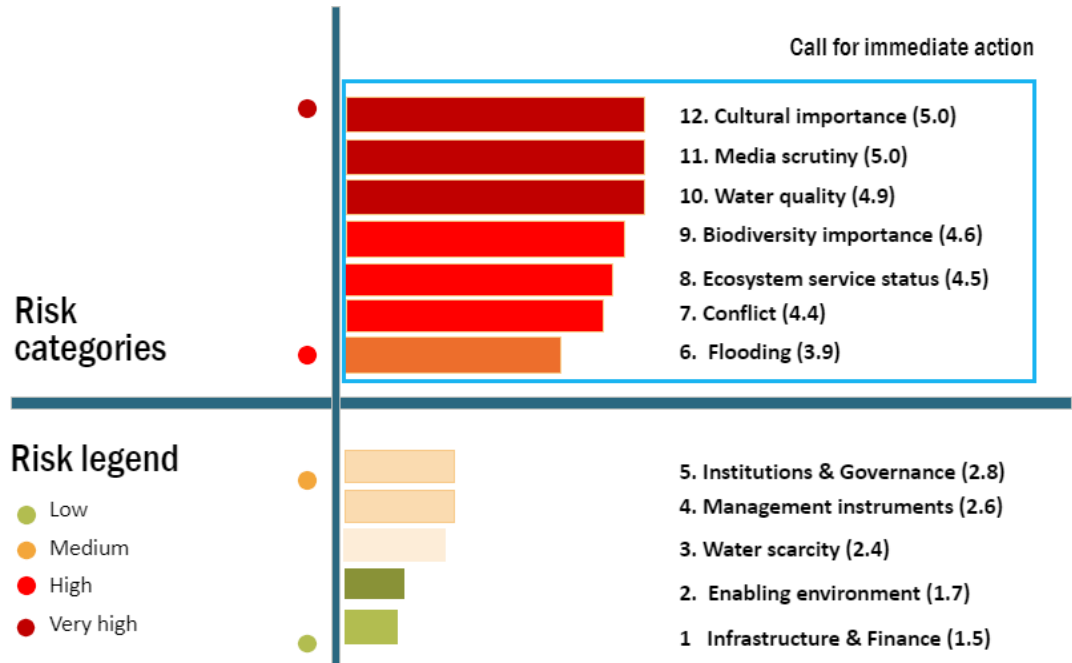 Call for immediate action
12. Cultural importance (5.0)
11. Media scrutiny (5.0)
10. Water quality (4.9)
9. Biodiversity importance (4.6)
8. Ecosystem service status (4.5)
7. Conflict (4.4)
6. Flooding (3.9)
Risk
categories
Risk legend
Low
Medium
High
Very high
5. Institutions & Governance (2.8)
4. Management instruments (2.6)
3. Water scarcity (2.4)
2. Enabling environment (1.7)
1 Infrastructure & Finance (1.5)